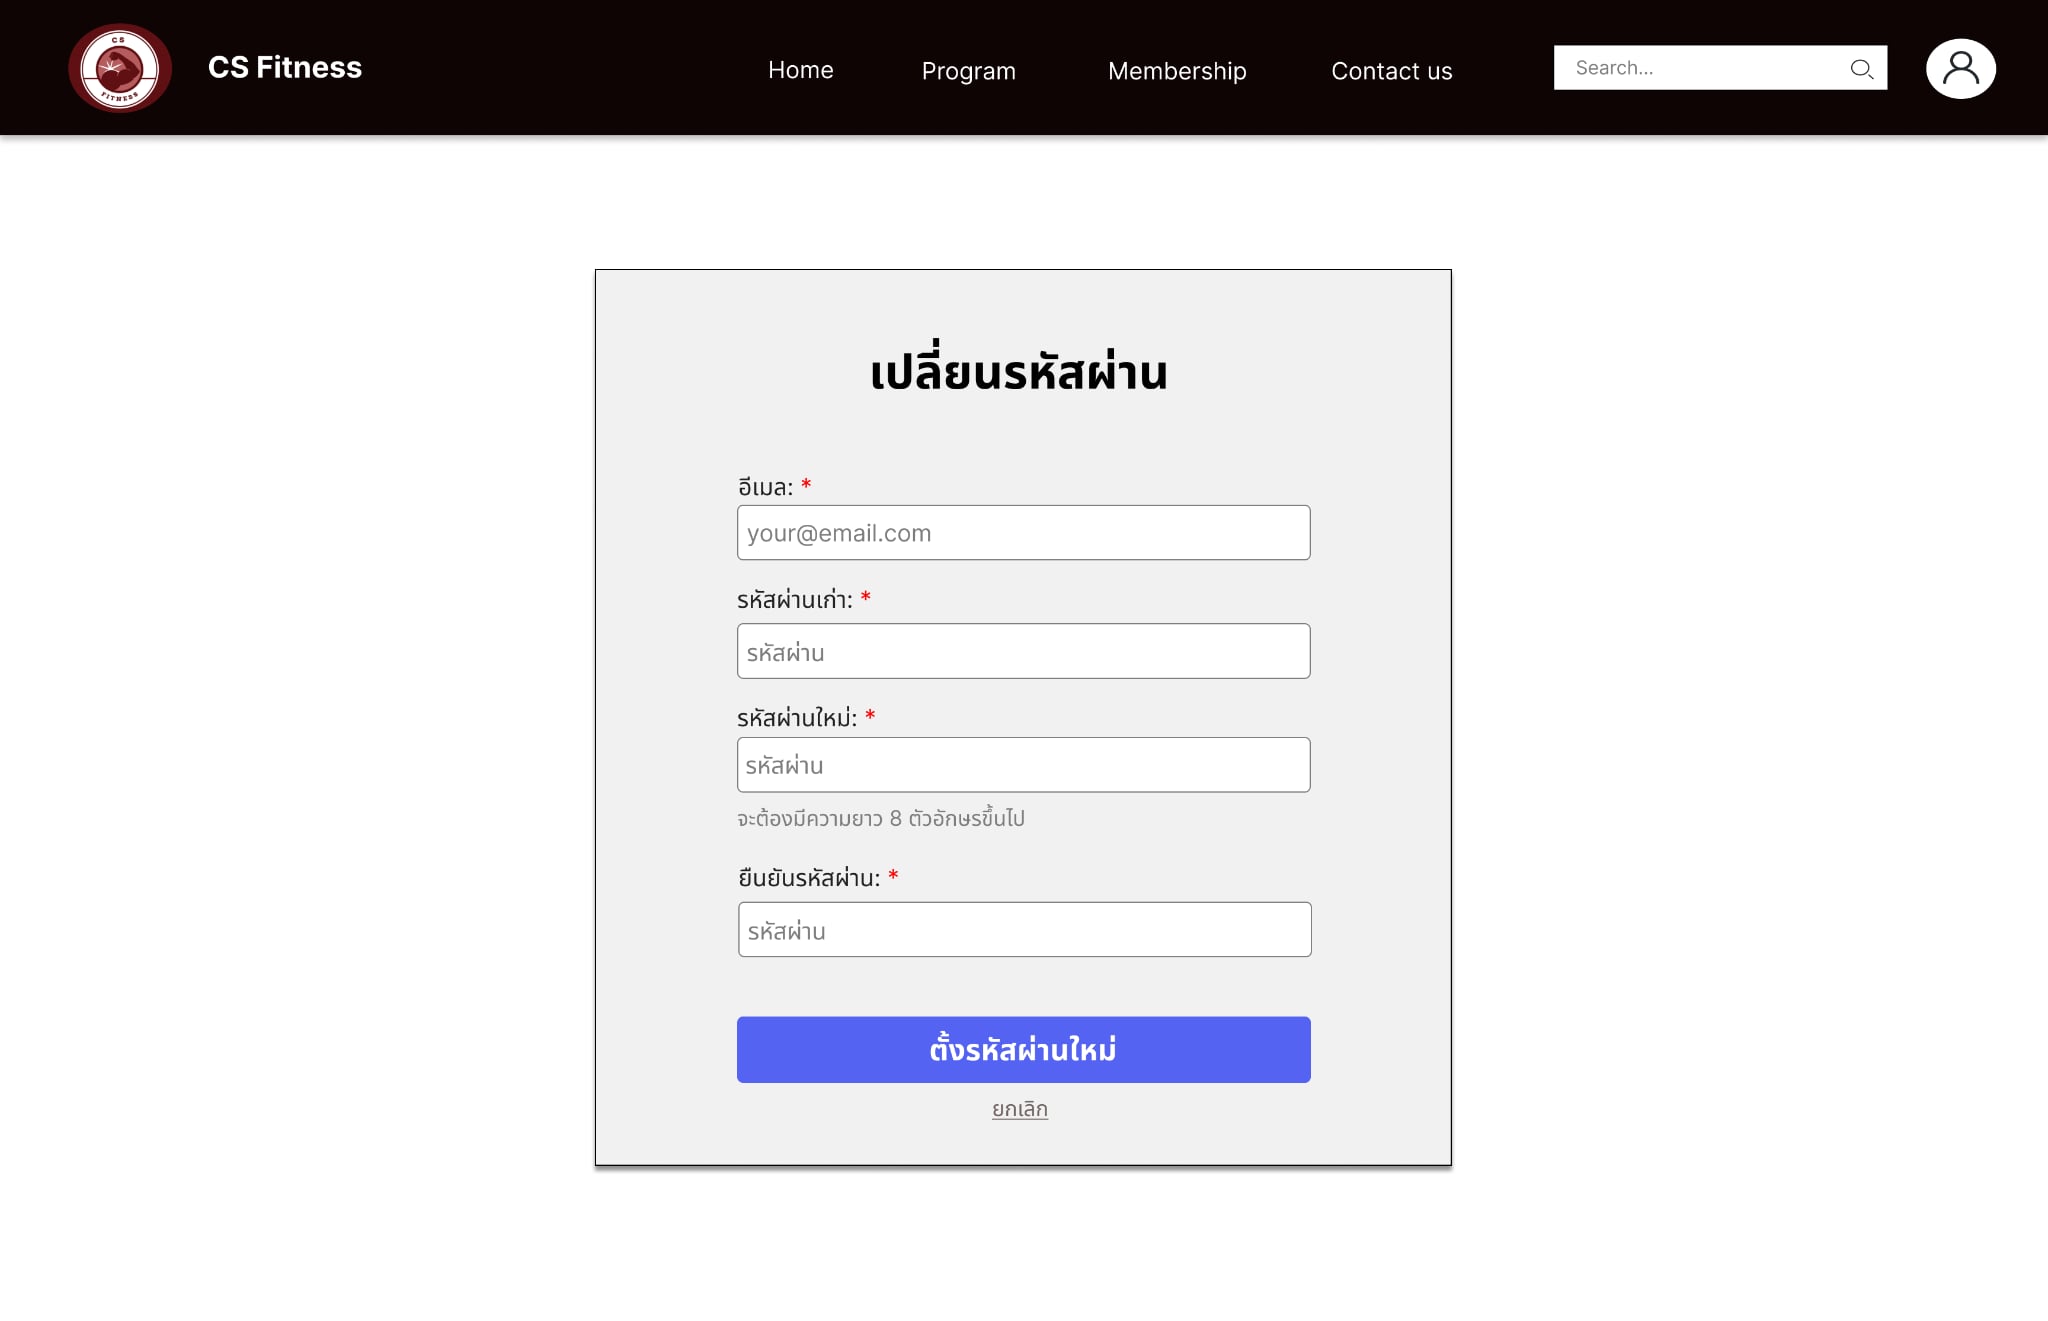 CS
FITNESS
CS Fitness
Home
Program
Membership
Contact us
Search...
เปลี่ยนรหัสผ่าน
อีเมล: *
your@email.com
รหัสผ่านเก่า: *
รหัสผ่าน
รหัสผ่านใหม่: *
รหัสผ่าน
จะต้องมีความยาว 8 ตัวอักษรขึ้นไป
ยืนยันรหัสผ่าน: *
รหัสผ่าน
ตั้งรหัสผ่านใหม่
ยกเลิก